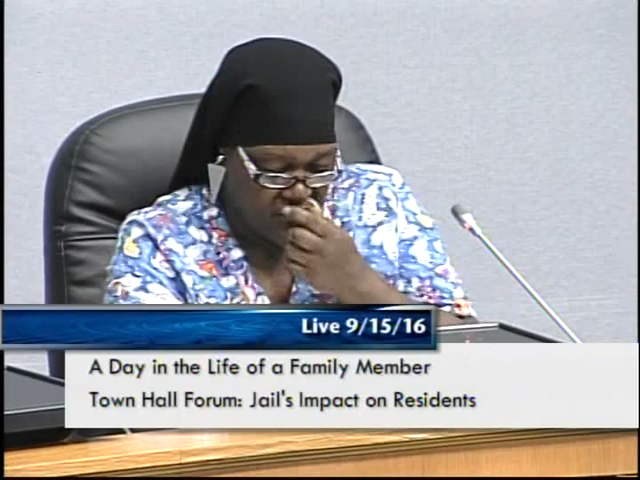 Live 9/15/16
A Day in the Life of a Family Member
Town Hall Forum: Jail's Impact on Residents